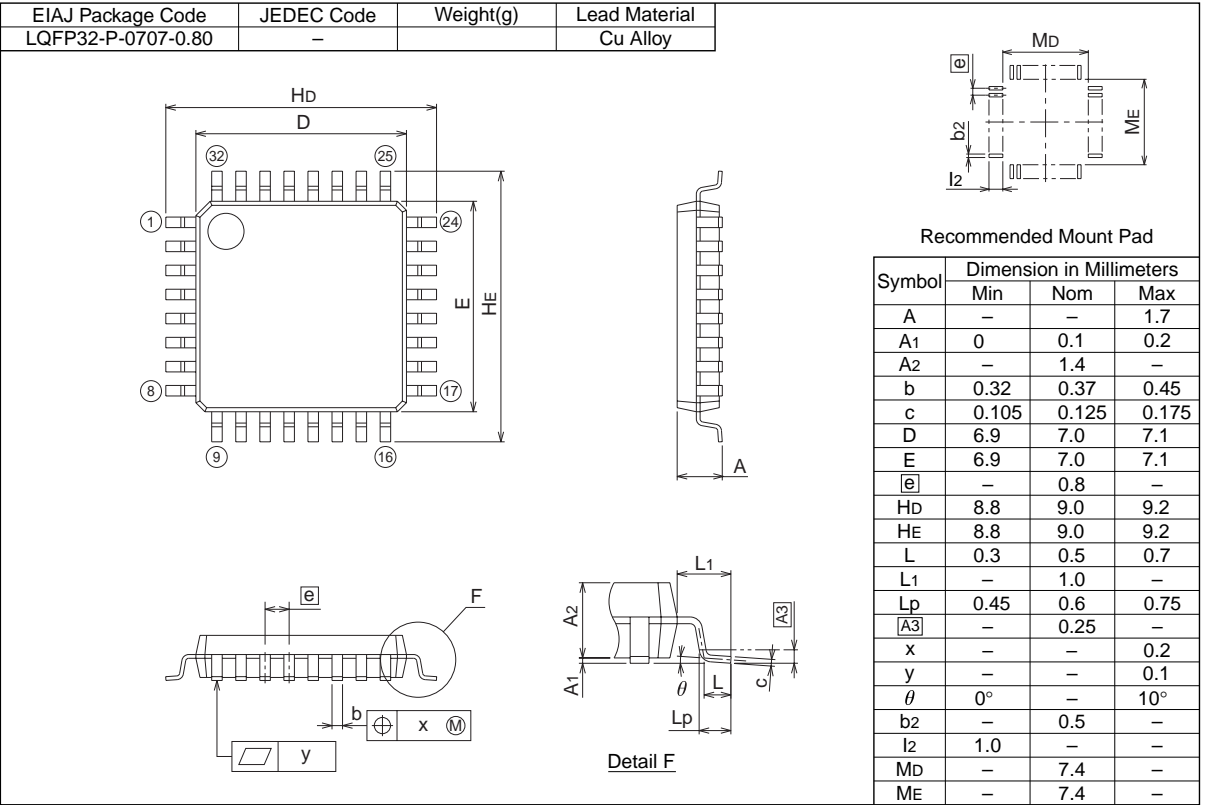 EIAJ Package Code JEDEC Code Weight(g) Lead Material
LQFP32-P-0707-0.80 – Cu Alloy
HD
D
32 25
1 24
E
HE
8 17
9 16
A
MD
e
b2
ME
l2
Recommended Mount Pad
Symbol Dimension in Millimeters
Min Nom Max
A – – 1.7
A1 0 0.1 0.2
A2 – 1.4 –
b 0.32 0.37 0.45
c 0.105 0.125 0.175
D 6.9 7.0 7.1
E 6.9 7.0 7.1
e – 0.8 –
HD 8.8 9.0 9.2
HE 8.8 9.0 9.2
L 0.3 0.5 0.7
L1 – 1.0 –
Lp 0.45 0.6 0.75
A3 – 0.25 –
x – – 0.2
y – – 0.1
θ 0° – 10°
b2 – 0.5 –
I2 1.0 – –
MD – 7.4 –
ME – 7.4 –
e
F
b x M
y
L1
A2
A3
A1
θ L c
Lp
Detail F